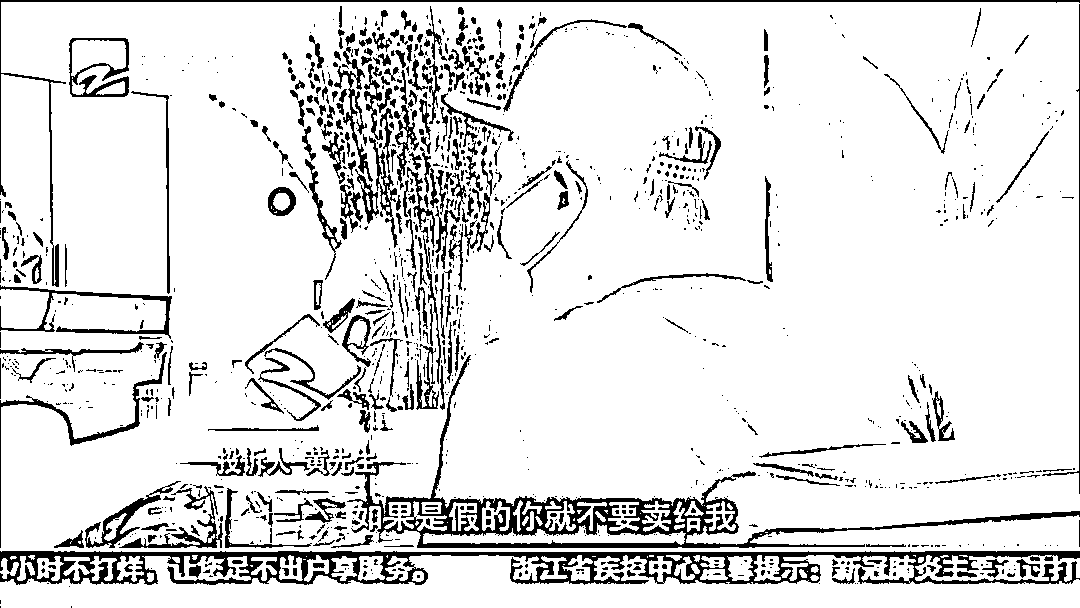 投诉人 黄先生
如果是假的你就不要卖给我
4小时不打烊，让您足不出户享服务。 浙江省疾控中心温馨提示：新冠肺炎主要通过打